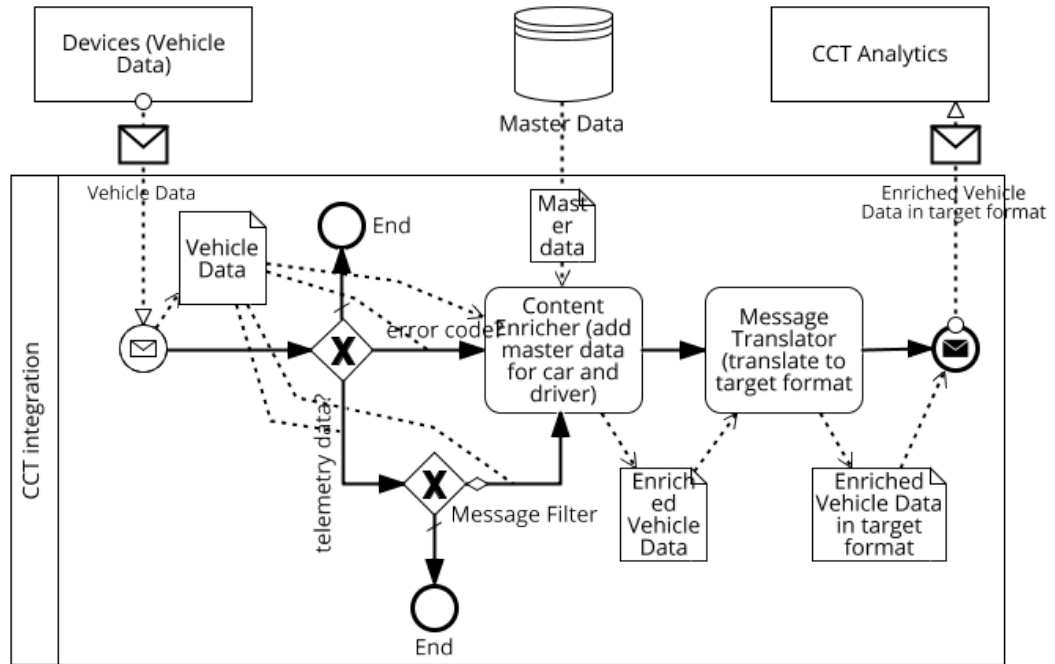 Devices (Vehicle
Data)
CCT Analytics
Master Data
Vehicle Data
Enriched Vehicle
Data in target format
Vehicle
Data
End
Mast
er
data
error code?
Content
Enricher (add
master data
for car and
driver)
Message
Translator
(translate to
target format
telemetry data?
CCT integration
Message Filter
Enrich
ed
Vehicle
Data
Enriched
Vehicle Data
in target
format
End